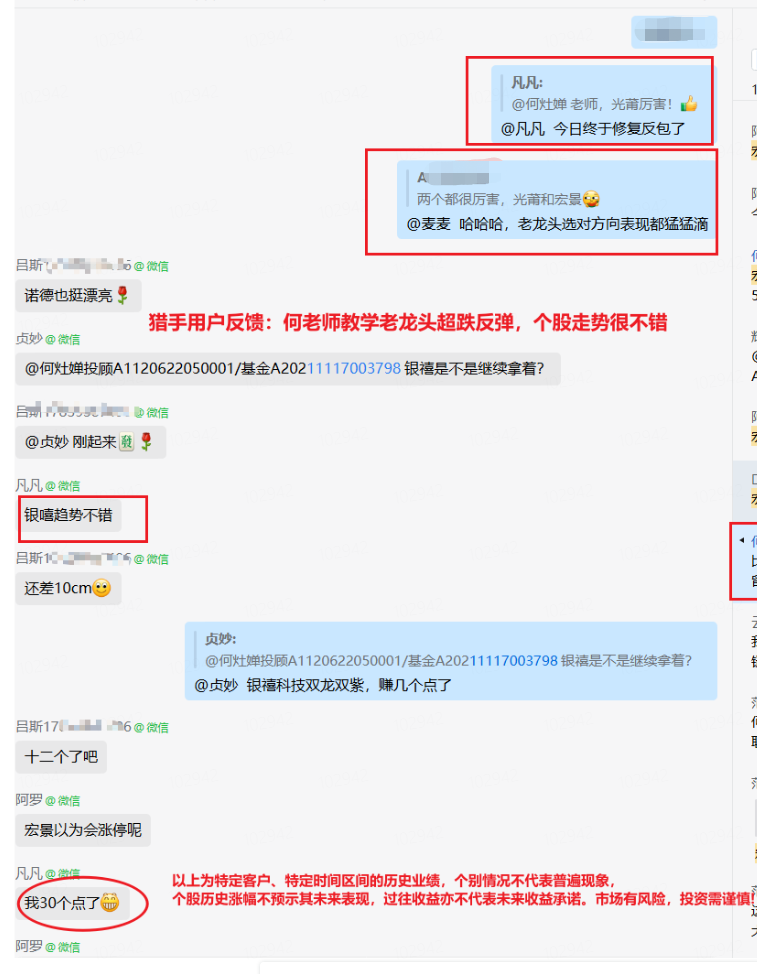 凡凡:
@何灶婵 老师，光莆厉害！👍
@凡凡 今日终于修复反包了
A
两个都很厉害，光莆和宏景😜
@麦麦 哈哈哈，老龙头选对方向表现都猛猛滴
吕斯 @微信
诺德也挺漂亮🌹
猎手用户反馈：何老师教学老龙头超跌反弹，个股走势很不错
贞妙@微信
@何灶婵投顾A1120622050001/基金A20211117003798 银禧是不是继续拿着?
吕斯 @微信
@贞妙 刚起来🀅🌹
凡凡@微信
银嘻趋势不错
吕斯 @微信
还差10cm🙂
贞妙:
@何灶婵投顾A1120622050001/基金A20211117003798 银禧是不是继续拿着?
@贞妙 银禧科技双龙双紫，赚几个点了
吕斯17 6@微信
十二个了吧
阿罗@微信
宏景以为会涨停呢
凡凡@微信
我30个点了😁
以上为特定客户、特定时间区间的历史业绩，个别情况不代表普遍现象，
个股历史涨幅不预示其未来表现，过往收益亦不代表未来收益承诺。市场有风险，投资需谨慎!
阿罗@微信